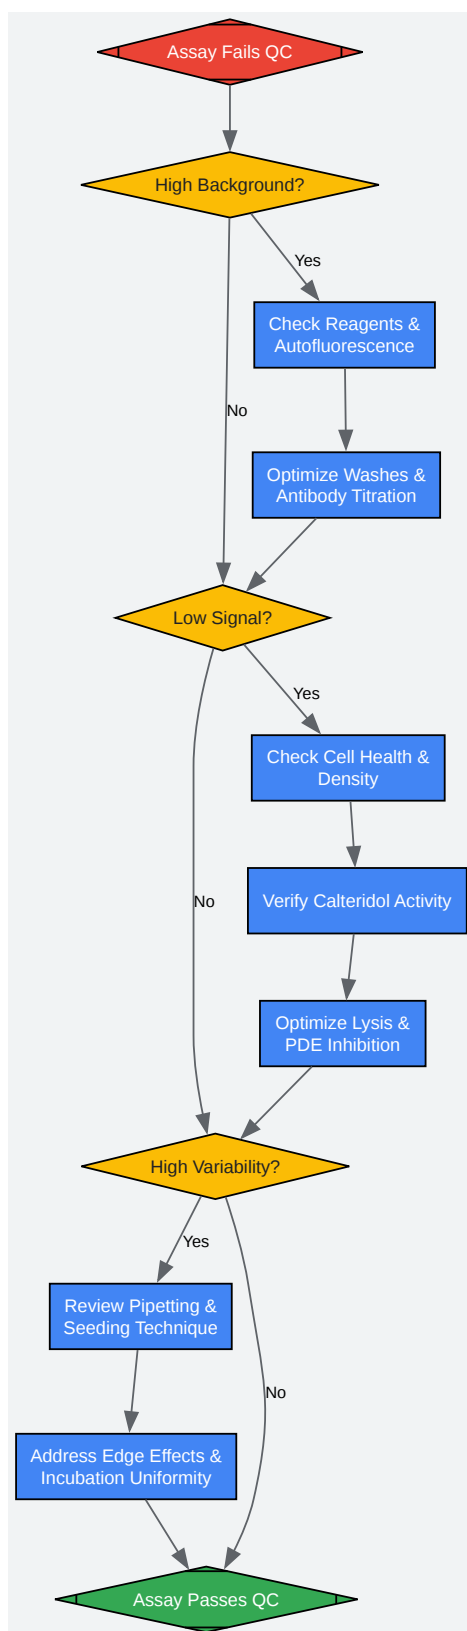 Assay Fails QC
High Background?
Yes
Check Reagents &
Autofluorescence
No
Optimize Washes &
Antibody Titration
Low Signal?
Yes
Check Cell Health &
Density
No
Verify Calteridol Activity
Optimize Lysis &
PDE Inhibition
High Variability?
Yes
Review Pipetting &
Seeding Technique
No
Address Edge Effects &
Incubation Uniformity
Assay Passes QC